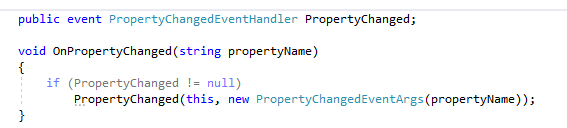 public event PropertyChangedEventHandler PropertyChanged;
void OnPropertyChanged(string propertyName)
{
if (PropertyChanged != null)
PropertyChanged(this, new PropertyChangedEventArgs(propertyName));
}